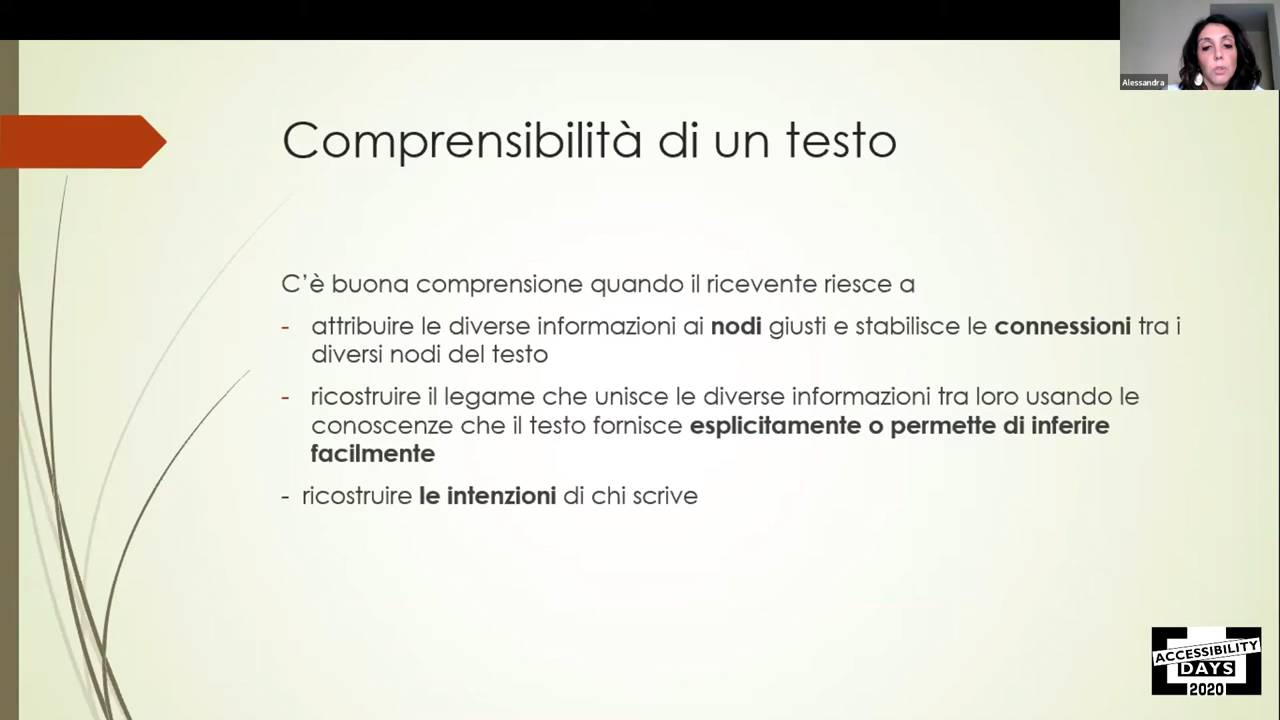 Alessandra
Comprensibilità di un testo
C’è buona comprensione quando il ricevente riesce a
- attribuire le diverse informazioni ai nodi giusti e stabilisce le connessioni tra i
diversi nodi del testo
- ricostruire il legame che unisce le diverse informazioni tra loro usando le
conoscenze che il testo fornisce esplicitamente o permette di inferire
facilmente
- ricostruire le intenzioni di chi scrive
ACCESSIBILITY
DAYS
2020